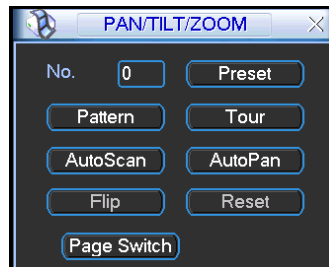 PAN/TILT/ZOOM
No. 0 Preset
Pattern Tour
AutoScan AutoPan
Flip Reset
Page Switch